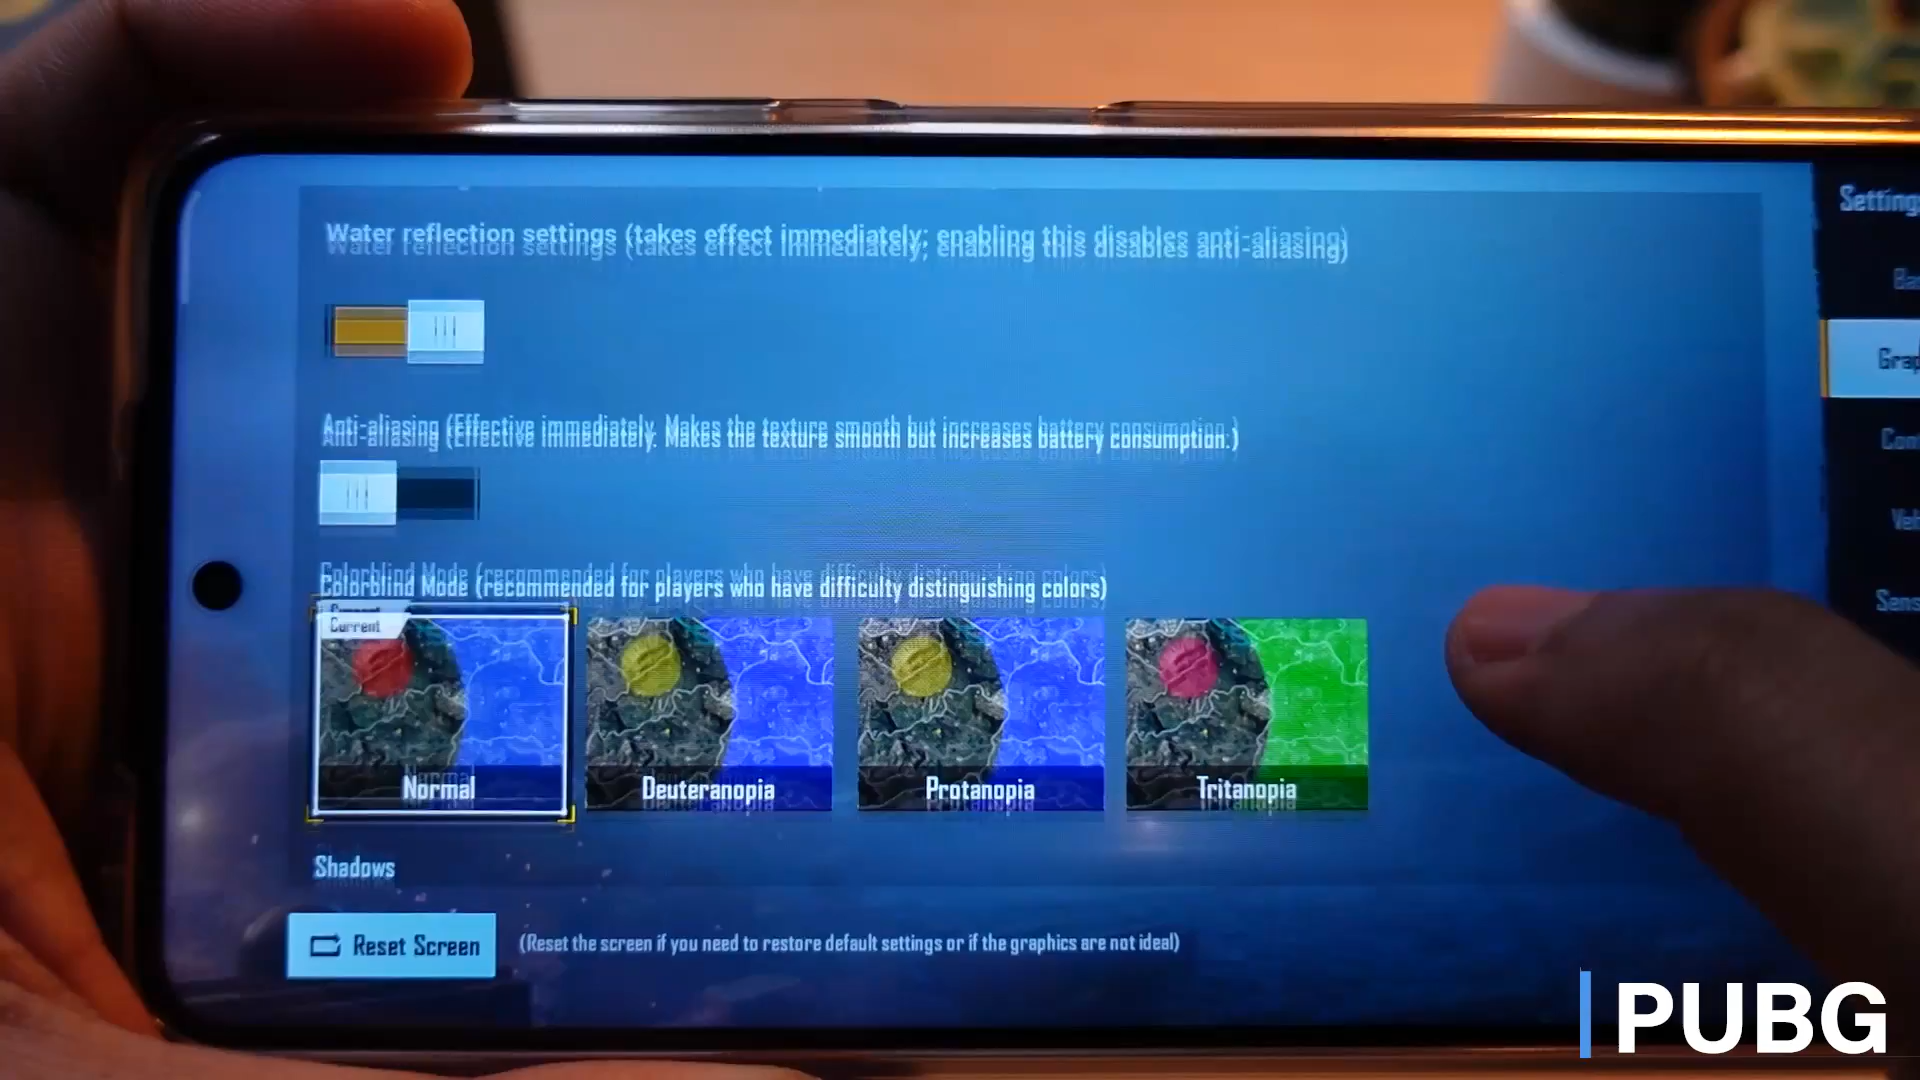 Water reflection settings (takes effect immediately; enabling this disables anti-aliasing)
Anti-aliasing (Effective immediately. Makes the texture smooth but increases battery consumption.)
Colorblind Mode (recommended for players who have difficulty distinguishing colors)
Current
Normal
Deuteranopia
Protanopia
Tritanopia
Shadows
Reset Screen
(Reset the screen if you need to restore default settings or if the graphics are not ideal)
Settings
PUBG